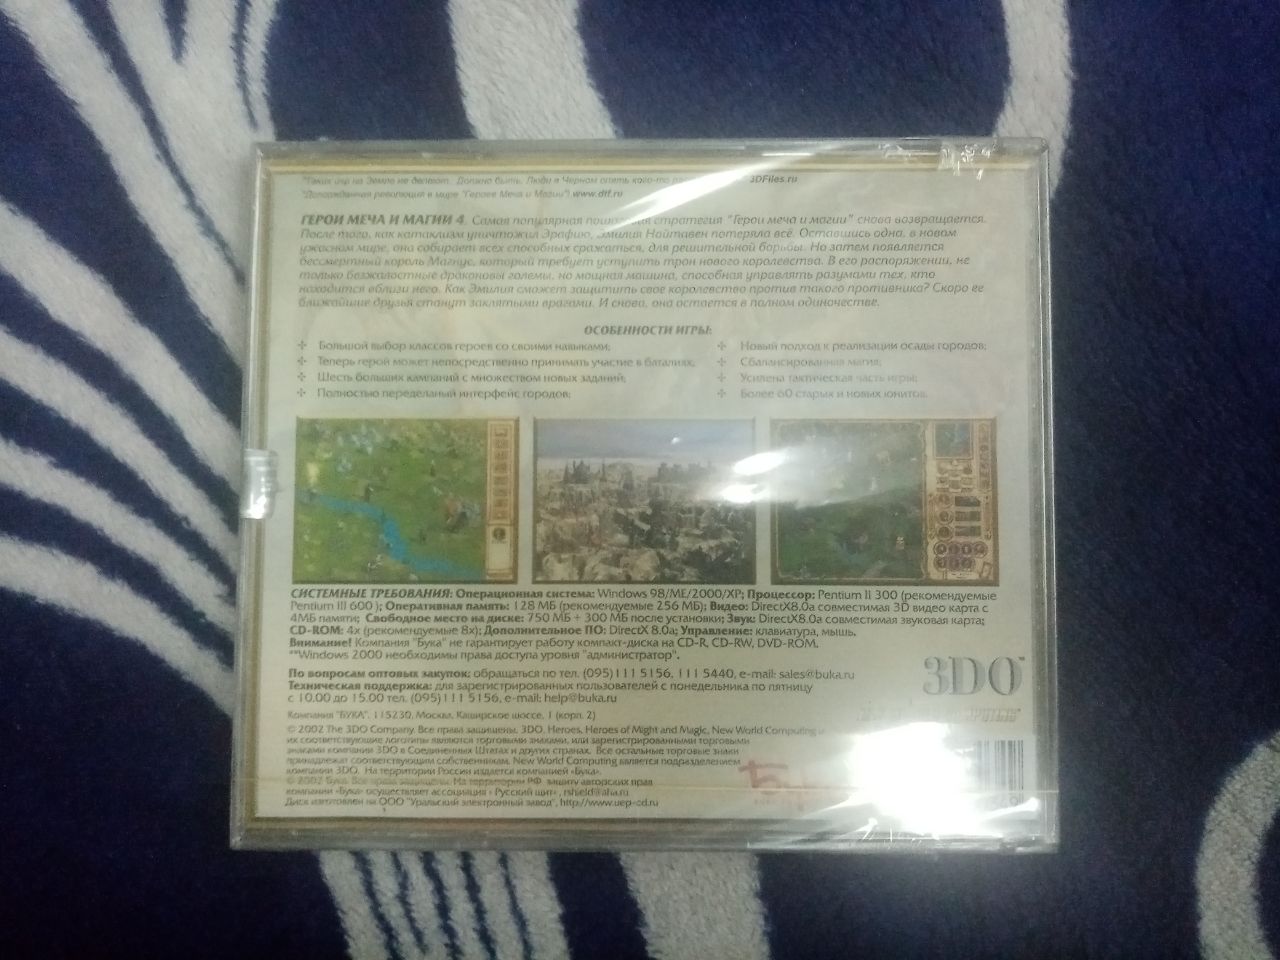 "Таких игр на Земле не делают. Должно быть, Люди в Черном опять кого-то 3DFiles.ru
"Долгожданная революция в мире "Героев Меча и Магии"! www.dtf.ru
ГЕРОИ МЕЧА И МАГИИ 4. Самая популярная пошаговая стратегия "Герои меча и магии" снова возвращается.
После того, как катаклизм уничтожил Эрафию, Эмилия Нойтавен потеряла всё. Оставшись одна, в новом
ужасном мире, она собирает всех способных сражаться, для решительной борьбы. Но затем появляется
бессмертный король Магнус, который требует уступить трон нового королевства. В его распоряжении, не
только безжалостные драконовы големы, но мощная машина, способная управлять разумами тех, кто
находится вблизи него. Как Эмилия сможет защитить свое королевство против такого противника? Скоро ее
ближайшие друзья станут заклятыми врагами. И снова, она остается в полном одиночестве.
ОСОБЕННОСТИ ИГРЫ:
Большой выбор классов героев со своими навыками;
Теперь герой может непосредственно принимать участие в баталиях;
Шесть больших кампаний с множеством новых заданий;
Полностью переделаный интерфейс городов;
Новый подход к реализации осады городов;
Сбалансированная магия;
Усилена тактическая часть игры;
Более 60 старых и новых юнитов.
СИСТЕМНЫЕ ТРЕБОВАНИЯ: Операционная система: Windows 98/ME/2000/XP; Процессор: Pentium II 300 (рекомендуемые
Pentium III 600 ); Оперативная память: 128 МБ (рекомендуемые 256 МБ); Видео: DirectX8.0a совместимая 3D видео карта с
4МБ памяти; Свободное место на диске: 750 МБ + 300 МБ после установки; Звук: DirectX8.0a совместимая звуковая карта;
CD-ROM: 4x (рекомендуемые 8x); Дополнительное ПО: DirectX 8.0a; Управление: клавиатура, мышь.
Внимание! Компания "Бука" не гарантирует работу компакт-диска на CD-R, CD-RW, DVD-ROM.
**Windows 2000 необходимы права доступа уровня "администратор".
По вопросам оптовых закупок: обращаться по тел. (095)111 5156, 111 5440, e-mail: sales@buka.ru
Техническая поддержка: для зарегистрированных пользователей с понедельника по пятницу
с 10.00 до 15.00 тел. (095)111 5156, e-mail: help@buka.ru
3DO
Компания "БУКА". 115230, Москва, Каширское шоссе, 1 (корп. 2)
© 2002 The 3DO Company. Все права защищены. 3DO, Heroes, Heroes of Might and Magic, New World Computing и
их соответствующие логотипы являются торговыми знаками, или зарегистрированными торговыми
знаками компании 3DO в Соединенных Штатах и других странах. Все остальные торговые знаки
принадлежат соответствующим собственникам. New World Computing является подразделением
компании 3DO. На территории России издается компанией «Бука».
© 2002 Бука. Все права защищены. На территории РФ защиту авторских прав
компании «Бука» осуществляет ассоциация « Русский щит», rshield@aha.ru
Диск изготовлен на ООО "Уральский электронный завод", http://www.uep-cd.ru